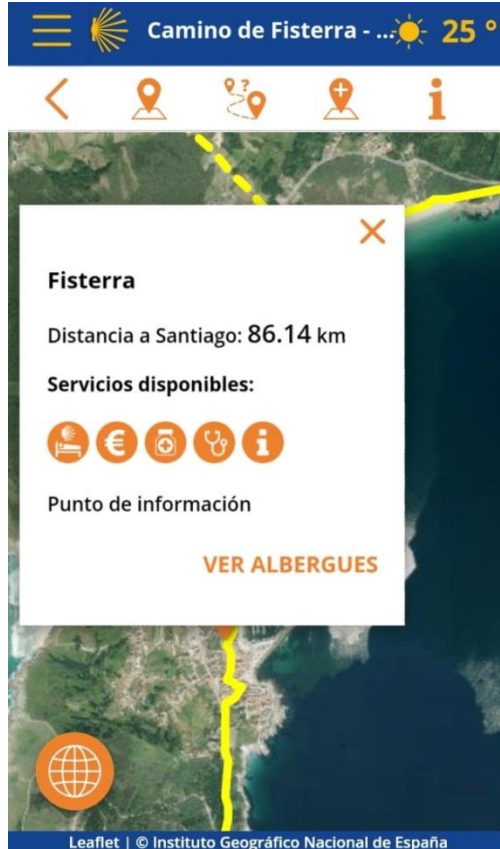 Camino de Fisterra - ... 25 °
Fisterra
Distancia a Santiago: 86.14 km
Servicios disponibles:
Punto de información
VER ALBERGUES
Leaflet | © Instituto Geográfico Nacional de España